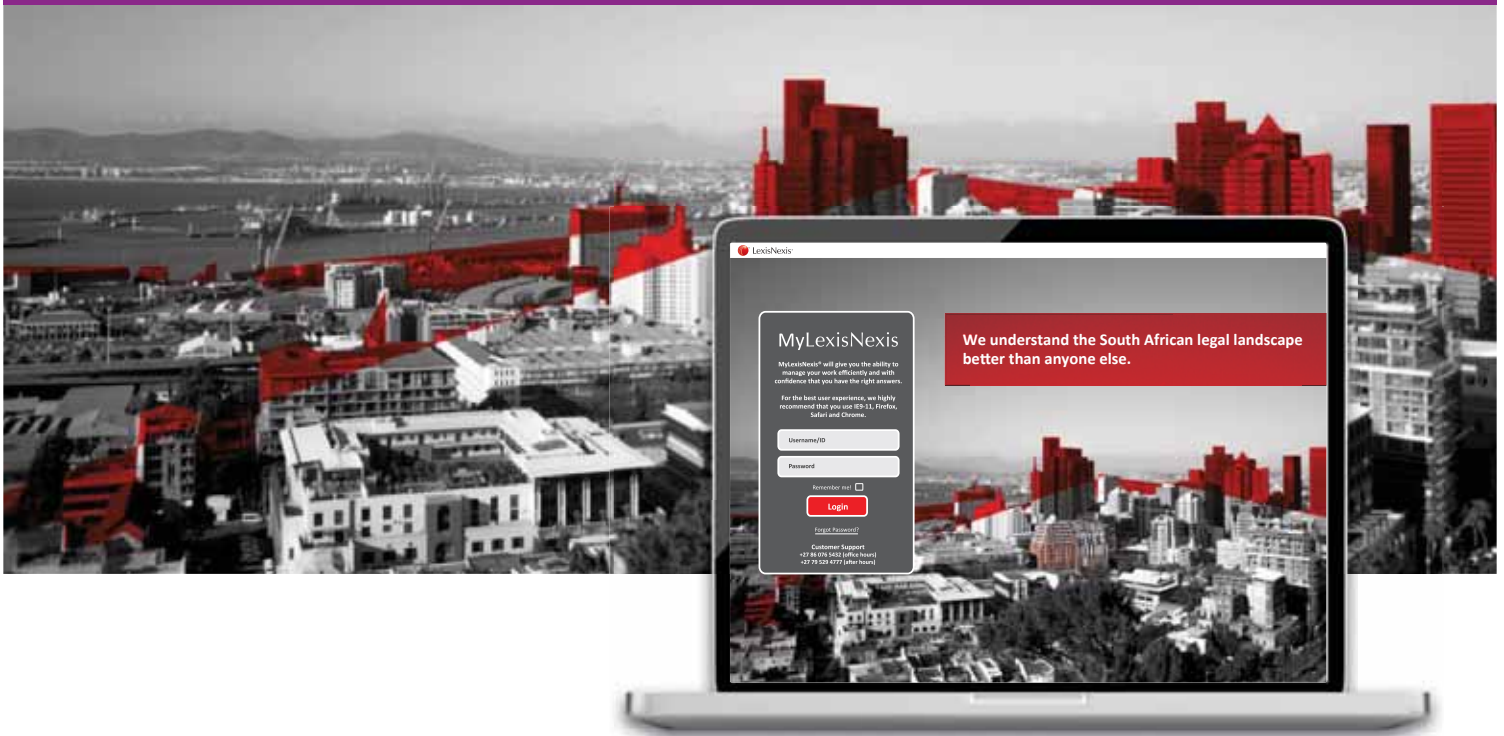 LexisNexis®
MyLexisNexis
MyLexisNexis® will give you the ability to
manage your work efficiently and with
confidence that you have the right answers.
For the best user experience, we highly
recommend that you use IE9-11, Firefox,
Safari and Chrome.
Username/ID
Password
Remember me!
Login
Forgot Password?
Customer Support
+27 86 076 5432 (office hours)
+27 79 529 4777 (after hours)
We understand the South African legal landscape
better than anyone else.